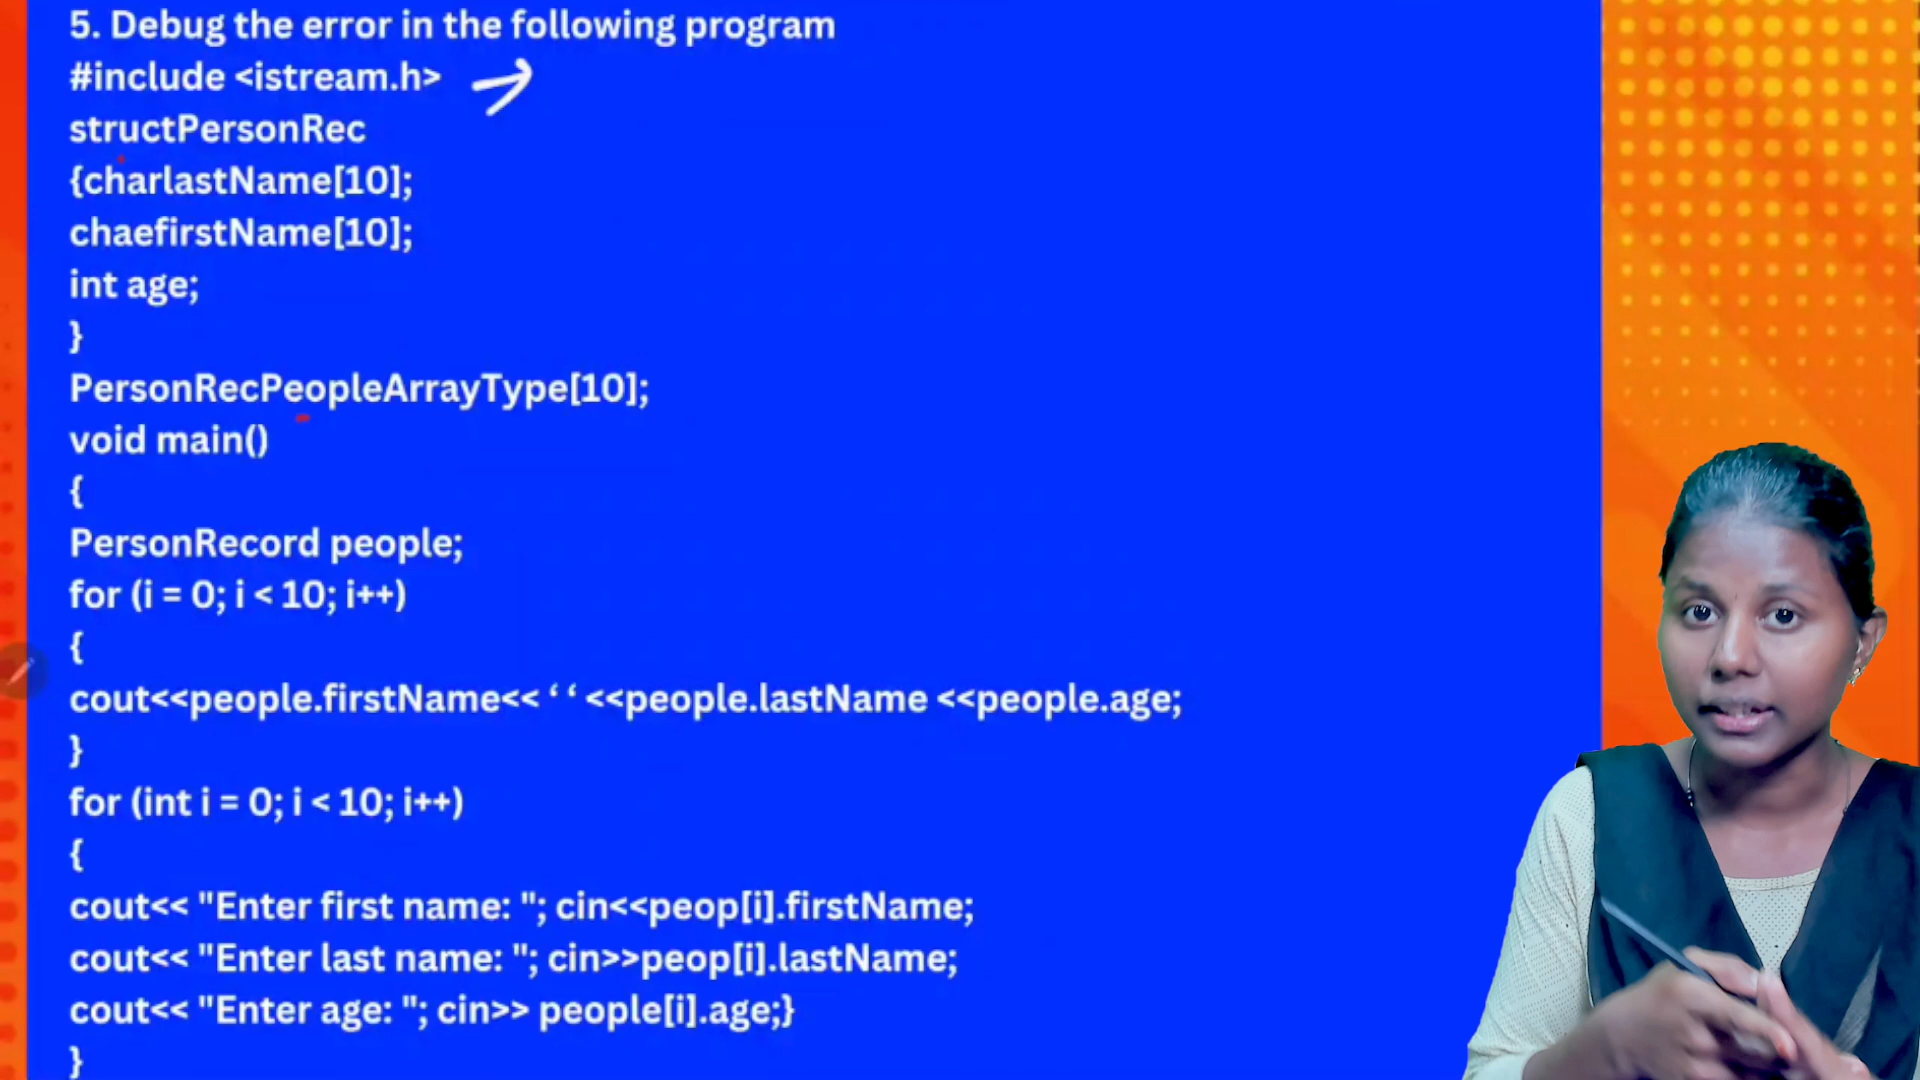 5. Debug the error in the following program
#include <istream.h>
structPersonRec
{charlastName[10];
chaefirstName[10];
int age;
}
PersonRecPeopleArrayType[10];
void main()
{
PersonRecord people;
for (i = 0; i < 10; i++)
{
cout<<people.firstName<< ‘ ‘ <<people.lastName <<people.age;
}
for (int i = 0; i < 10; i++)
{
cout<< "Enter first name: "; cin<<peop[i].firstName;
cout<< "Enter last name: "; cin>>peop[i].lastName;
cout<< "Enter age: "; cin>> people[i].age;}
}